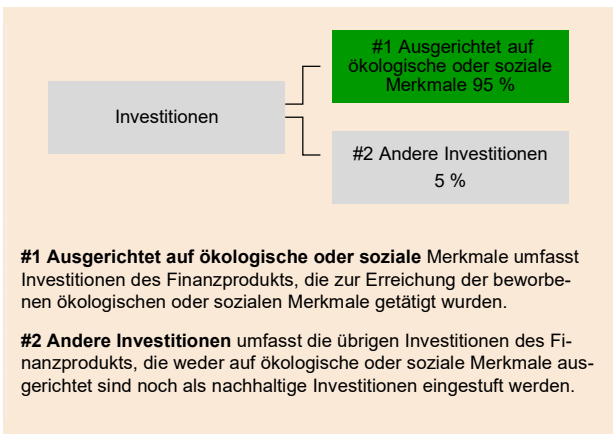 #1 Ausgerichtet auf
ökologische oder soziale
Merkmale 95 %
Investitionen
#2 Andere Investitionen
5 %
#1 Ausgerichtet auf ökologische oder soziale Merkmale umfasst
Investitionen des Finanzprodukts, die zur Erreichung der beworbe-
nen ökologischen oder sozialen Merkmale getätigt wurden.
#2 Andere Investitionen umfasst die übrigen Investitionen des Fi-
nanzprodukts, die weder auf ökologische oder soziale Merkmale aus-
gerichtet sind noch als nachhaltige Investitionen eingestuft werden.